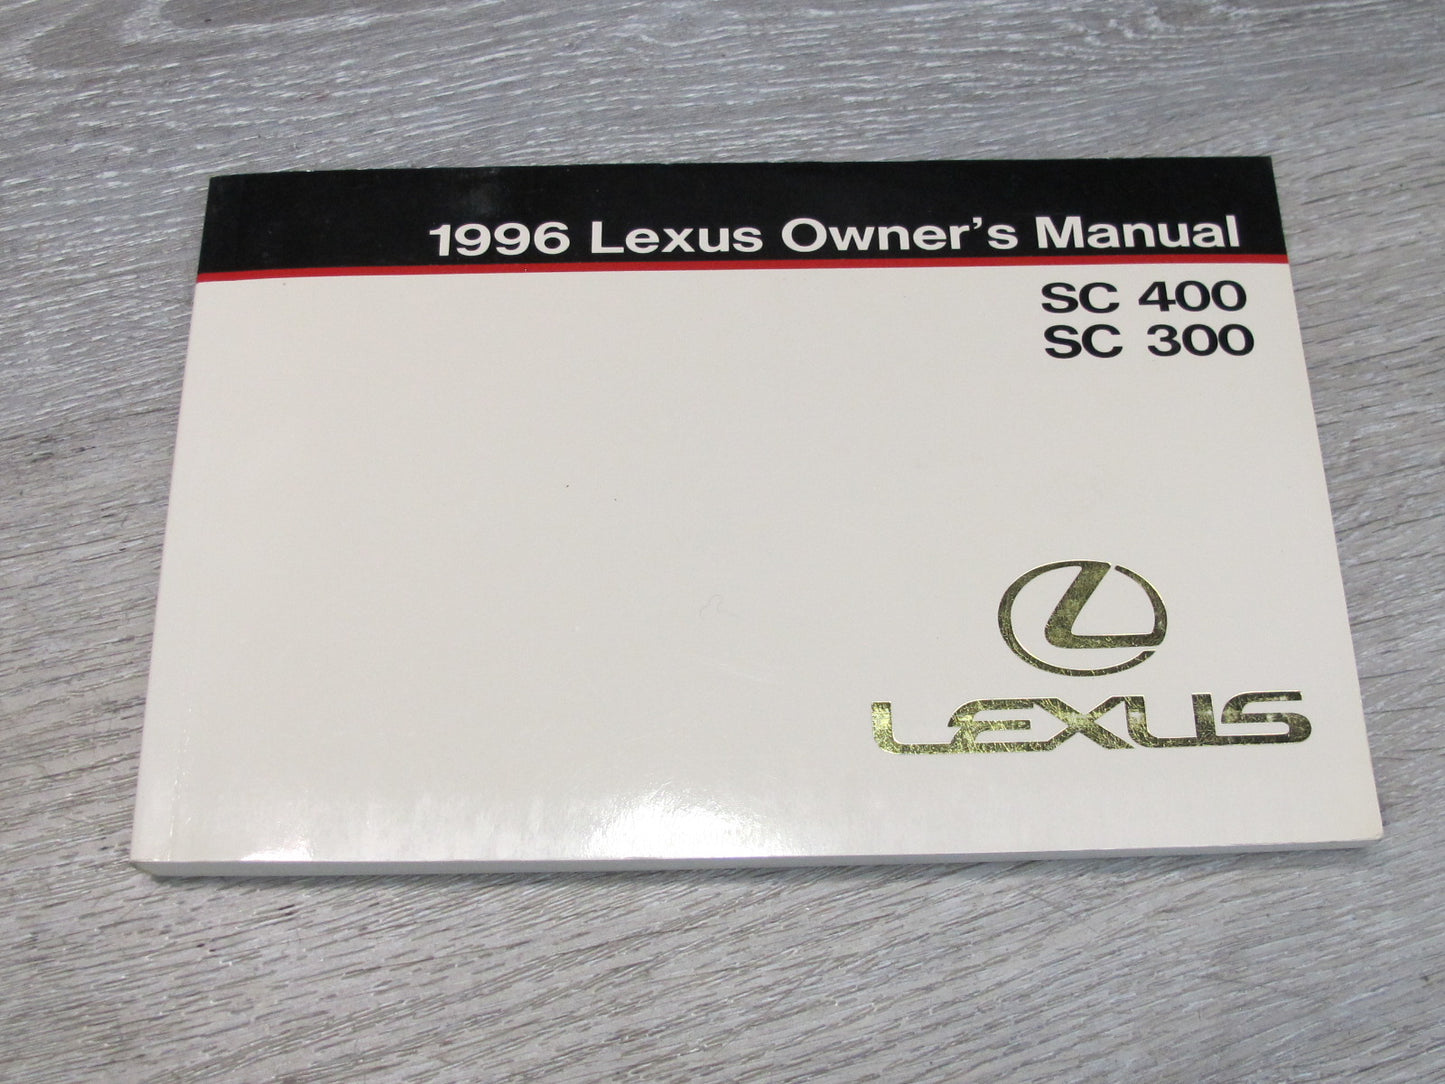 1996 Lexus Owner's Manual
SC 400
SC 300
LEXUS